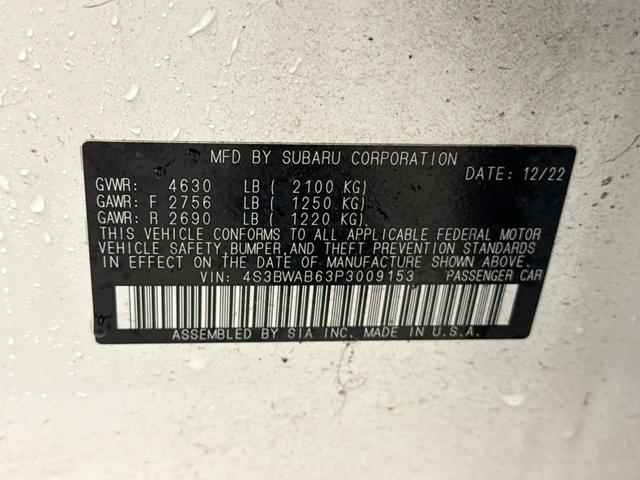 MFD BY SUBARU CORPORATION
DATE: 12/22
GVWR: 4630 LB ( 2100 KG)
GAWR: F 2756 LB ( 1250 KG)
GAWR: R 2690 LB ( 1220 KG)
THIS VEHICLE CONFORMS TO ALL APPLICABLE FEDERAL MOTOR
VEHICLE SAFETY, BUMPER, AND THEFT PREVENTION STANDARDS
IN EFFECT ON THE DATE OF MANUFACTURE SHOWN ABOVE.
VIN: 4S3BWAB63P3009153 PASSENGER CAR
ASSEMBLED BY SIA INC. MADE IN U.S.A.